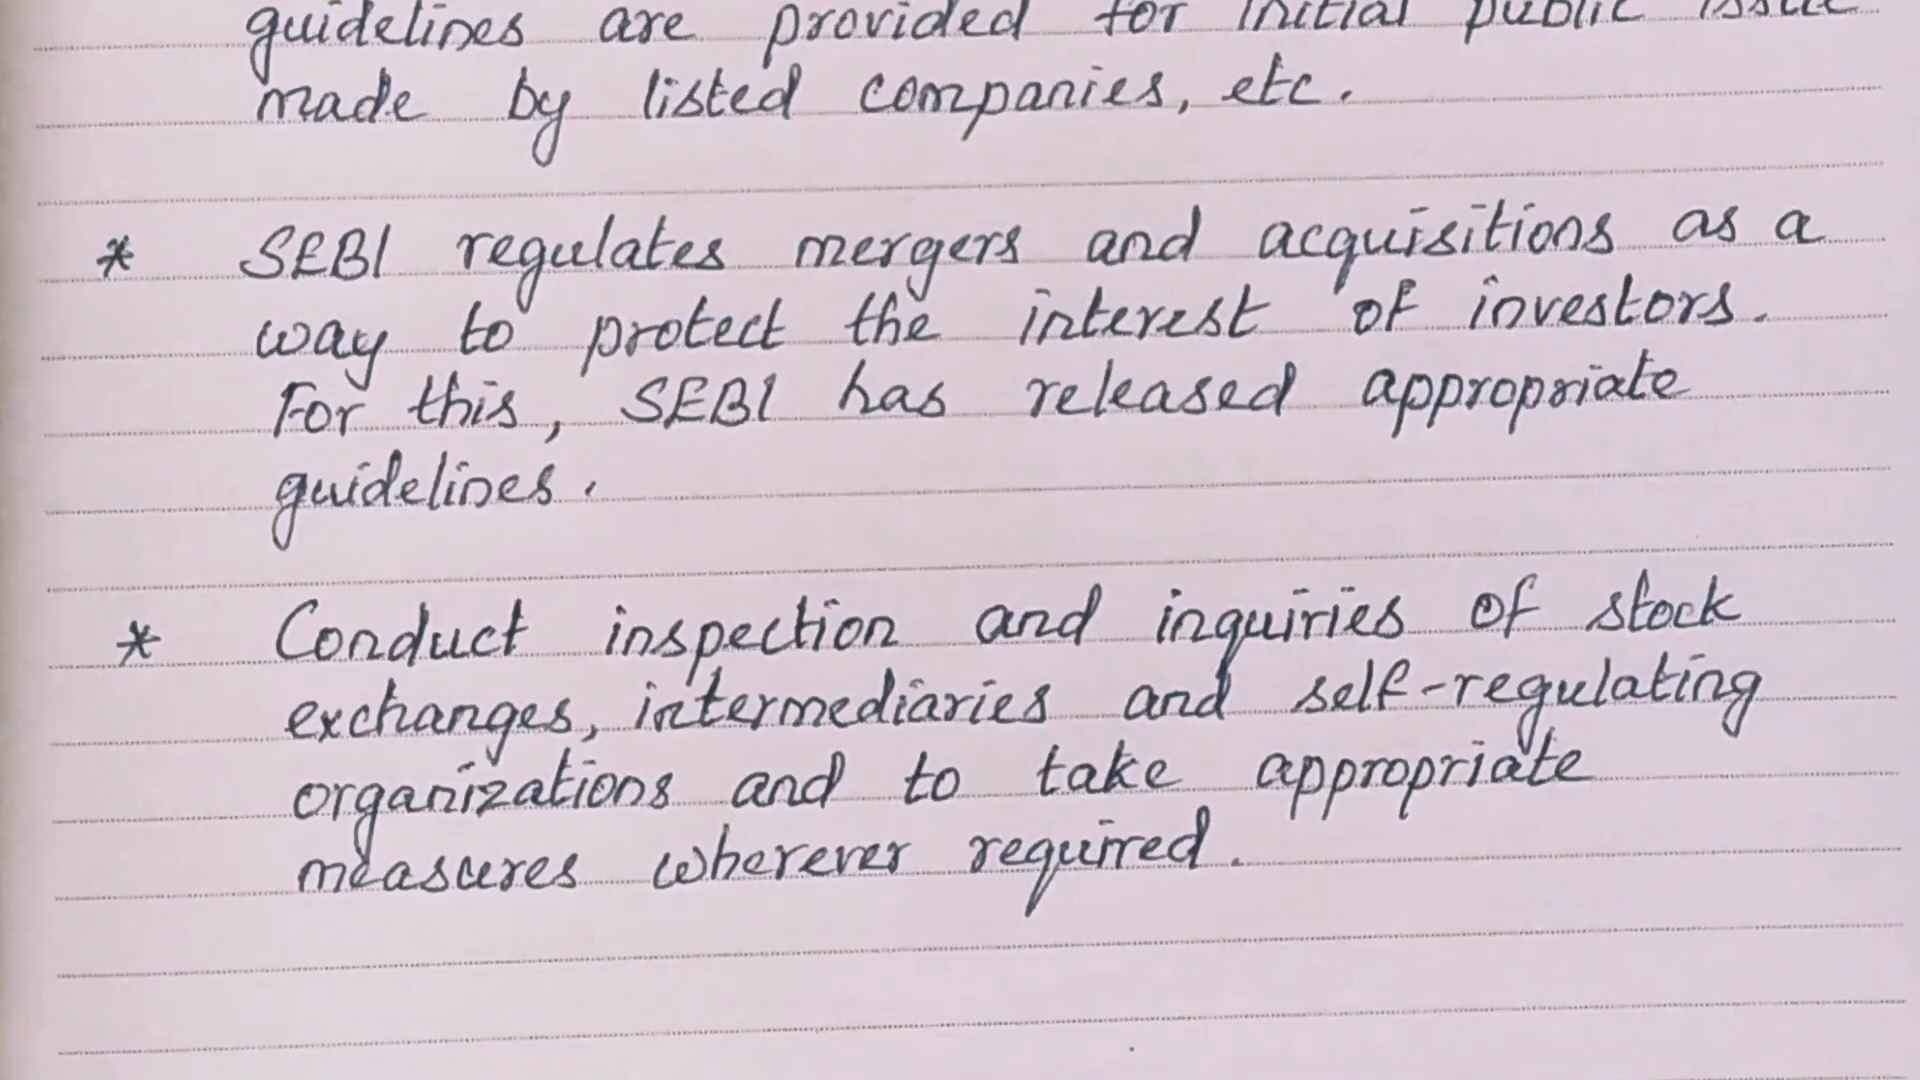 guidelines are provided for initial public issue
made by listed companies, etc.
* SEBI regulates mergers and acquisitions as a
way to protect the interest of investors.
For this, SEBI has released appropriate
guidelines.
* Conduct inspection and inquiries of stock
exchanges, intermediaries and self-regulating
organizations and to take appropriate
measures wherever required.